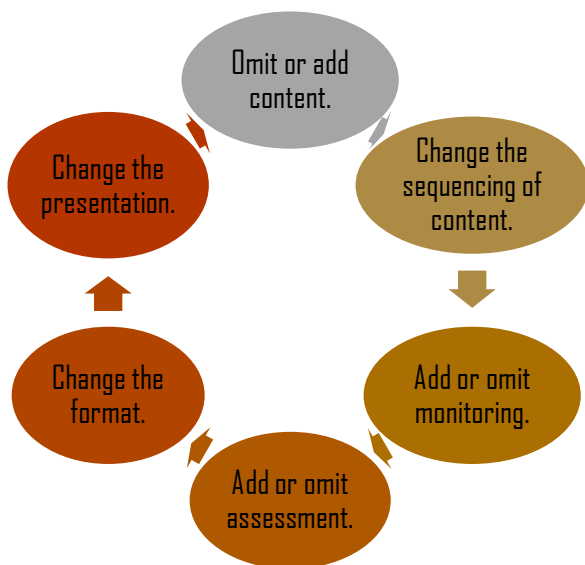 Omit or add
content.
Change the
sequencing of
content.
Add or omit
monitoring.
Add or omit
assessment.
Change the
format.
Change the
presentation.